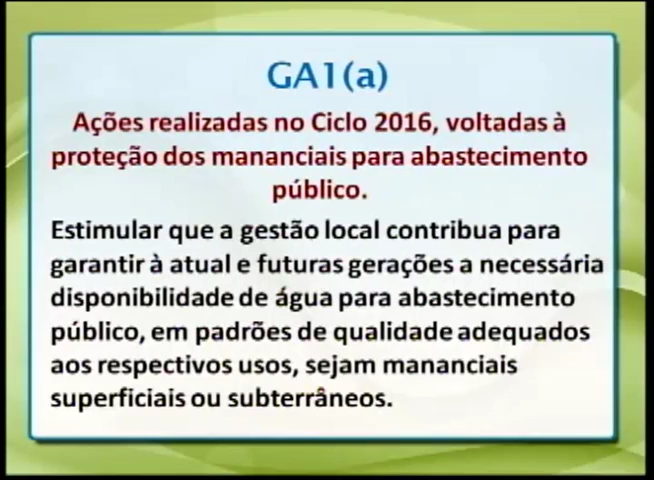 GA1(a)
Ações realizadas no Ciclo 2016, voltadas à
proteção dos mananciais para abastecimento
público.
Estimular que a gestão local contribua para
garantir à atual e futuras gerações a necessária
disponibilidade de água para abastecimento
público, em padrões de qualidade adequados
aos respectivos usos, sejam mananciais
superficiais ou subterrâneos.